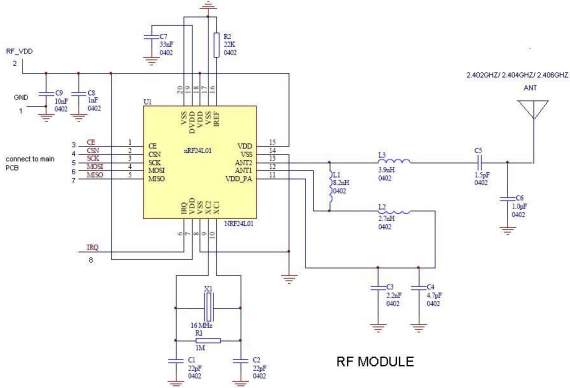 RF_VDD
2
GND
1
C9
10nF
0402
C8
1nF
0402
C7
33nF
0402
R2
22K
0402
2.402GHZ/ 2.404GHZ/ 2.408GHZ
ANT
U1
20
19
18
17
16
VSS
DVDD
VDD
VSS
IREF
nRF24L01
connect to main
PCB
3 CE 1 CE
4 CSN 2 CSN
5 SCK 3 SCK
6 MOSI 4 MOSI
7 MISO 5 MISO
VDD 15
VSS 14
ANT2 13
ANT1 12
VDD_PA 11
IRQ
VDD
VSS
XC2
XC1
6
7
8
9
10
NRF24L01
IRQ
8
L3
3.9nH
0402
L1
8.2nH
0402
L2
2.7nH
0402
C5
1.5pF
0402
C6
1.0pF
0402
C3
2.2nF
0402
C4
4.7pF
0402
X1
16 MHz
R1
1M
C1
22pF
0402
C2
22pF
0402
RF MODULE